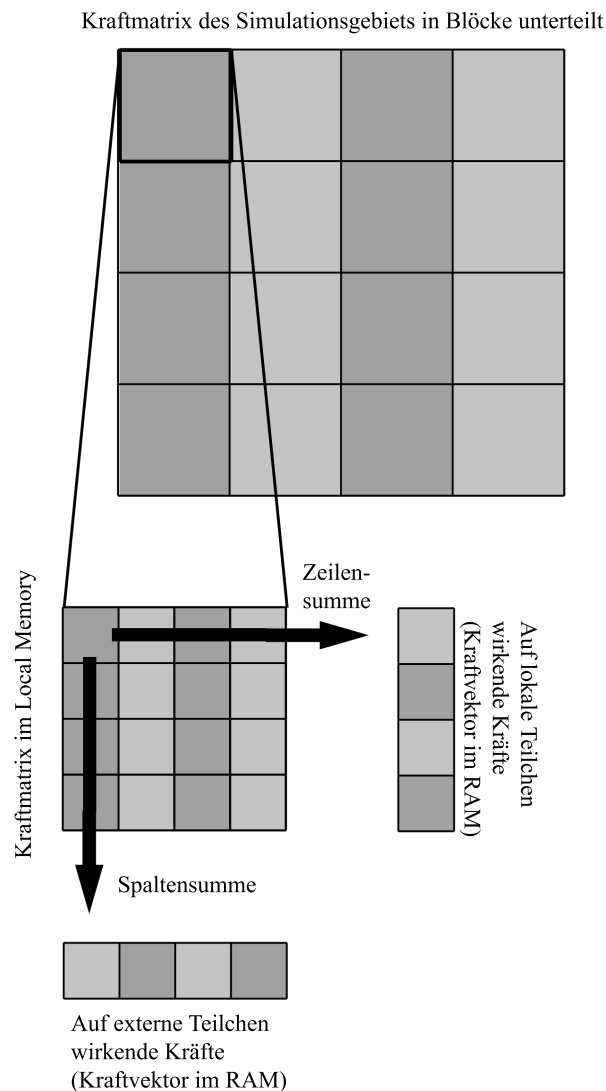 Kraftmatrix des Simulationsgebiets in Blöcke unterteilt
Zeilen-
summe
Kraftmatrix im Local Memory
Auf lokale Teilchen
wirkende Kräfte
(Kraftvektor im RAM)
Spaltensumme
Auf externe Teilchen
wirkende Kräfte
(Kraftvektor im RAM)